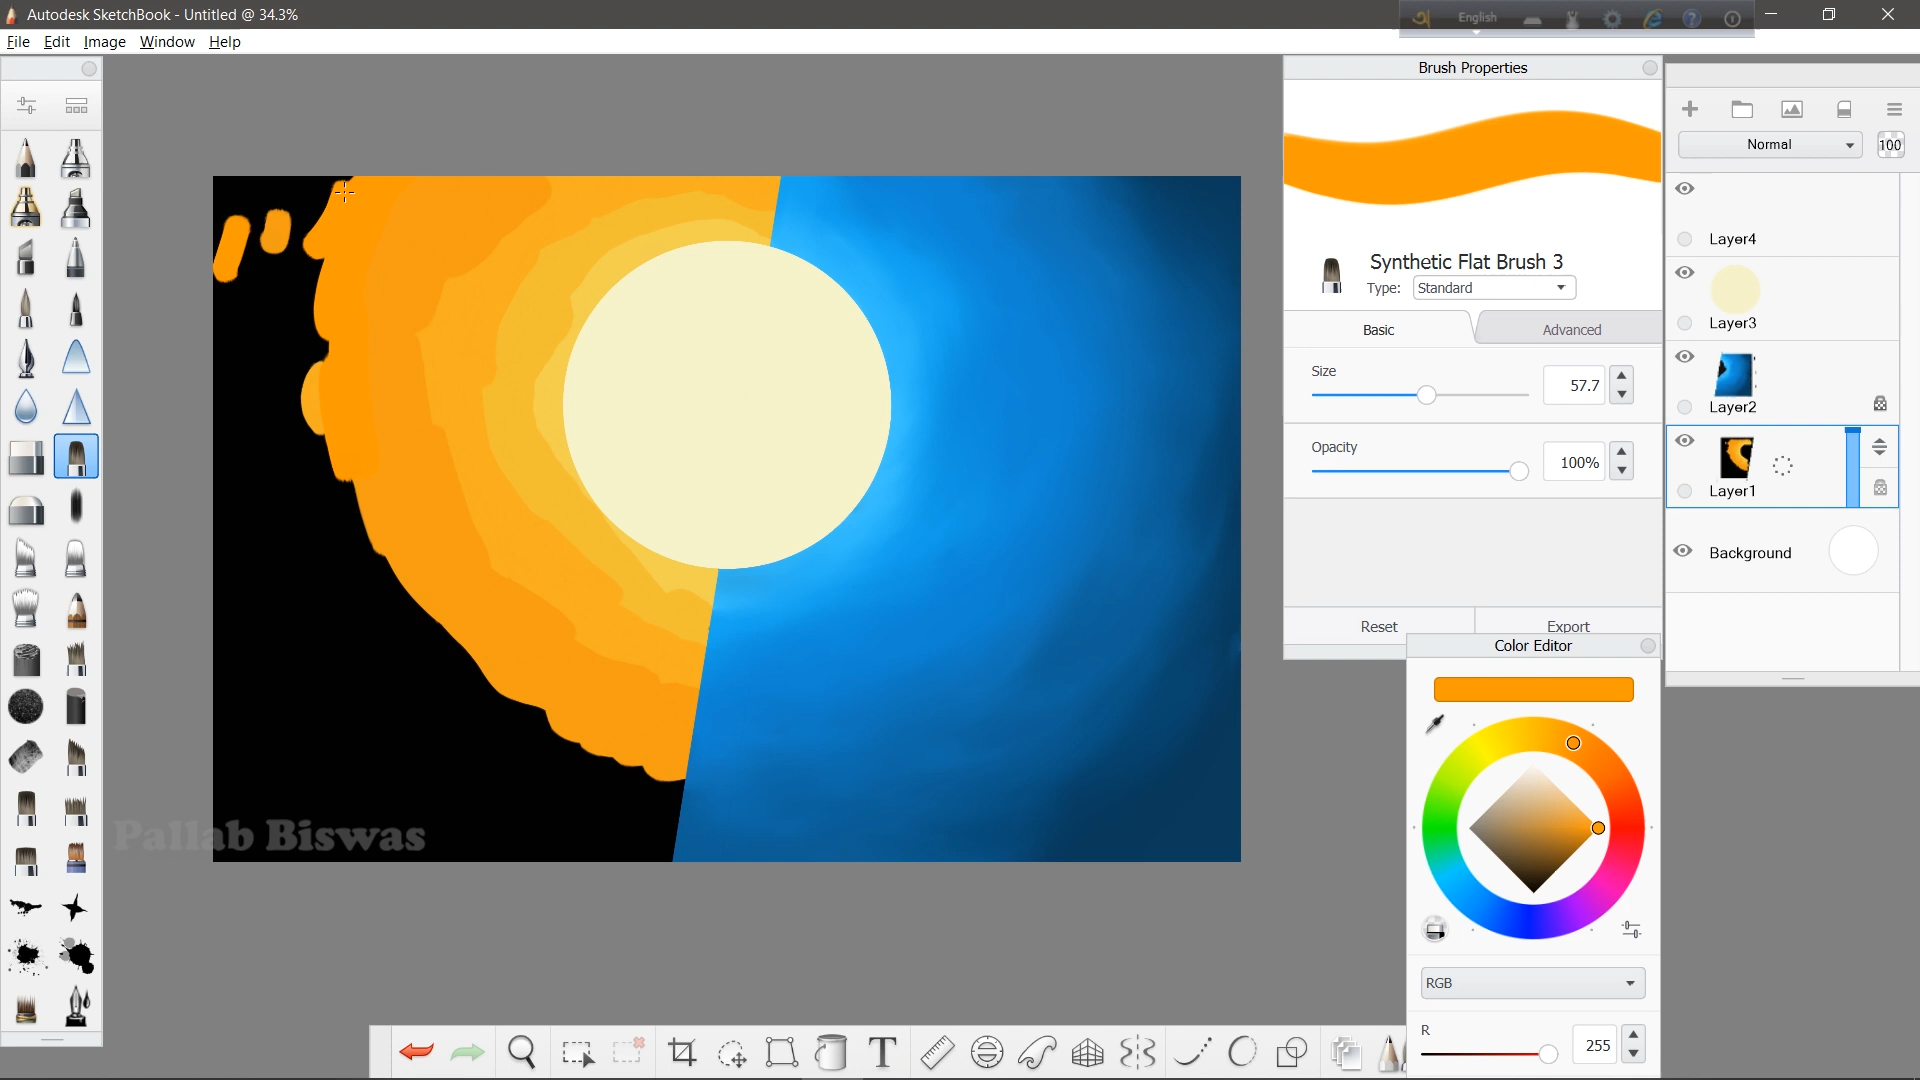 Autodesk SketchBook - Untitled @ 34.3%
English
File Edit Image Window Help
Brush Properties
Normal 100
Synthetic Flat Brush 3
Type: Standard
Basic Advanced
Size 57.7
Opacity 100%
Reset Export
Layer4
Layer3
Layer2
Layer1
Background
Color Editor
RGB
R 255
Pallab Biswas